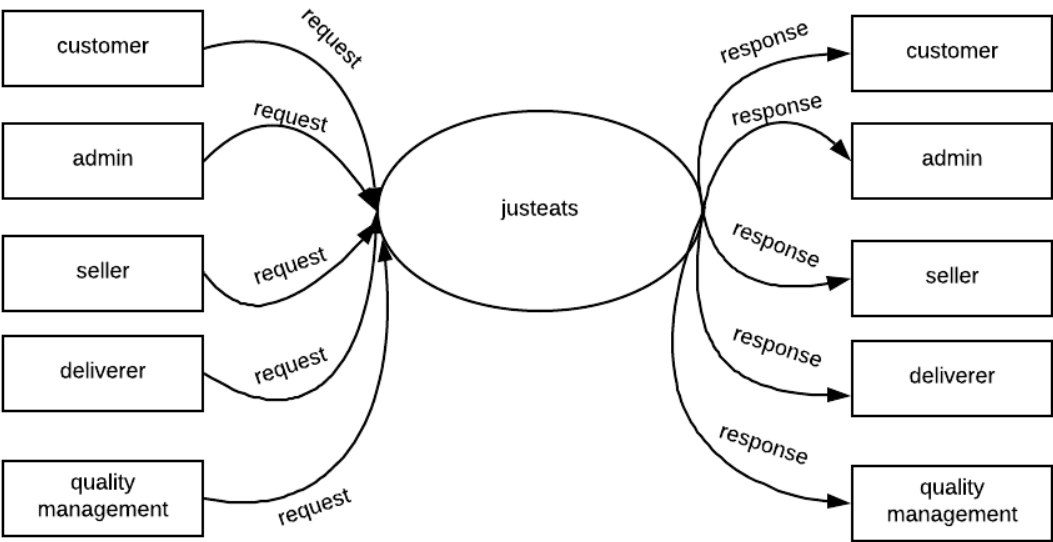 customer
request
response
customer
admin
request
response
admin
justeats
seller
request
response
seller
deliverer
request
response
deliverer
quality
management
request
response
quality
management